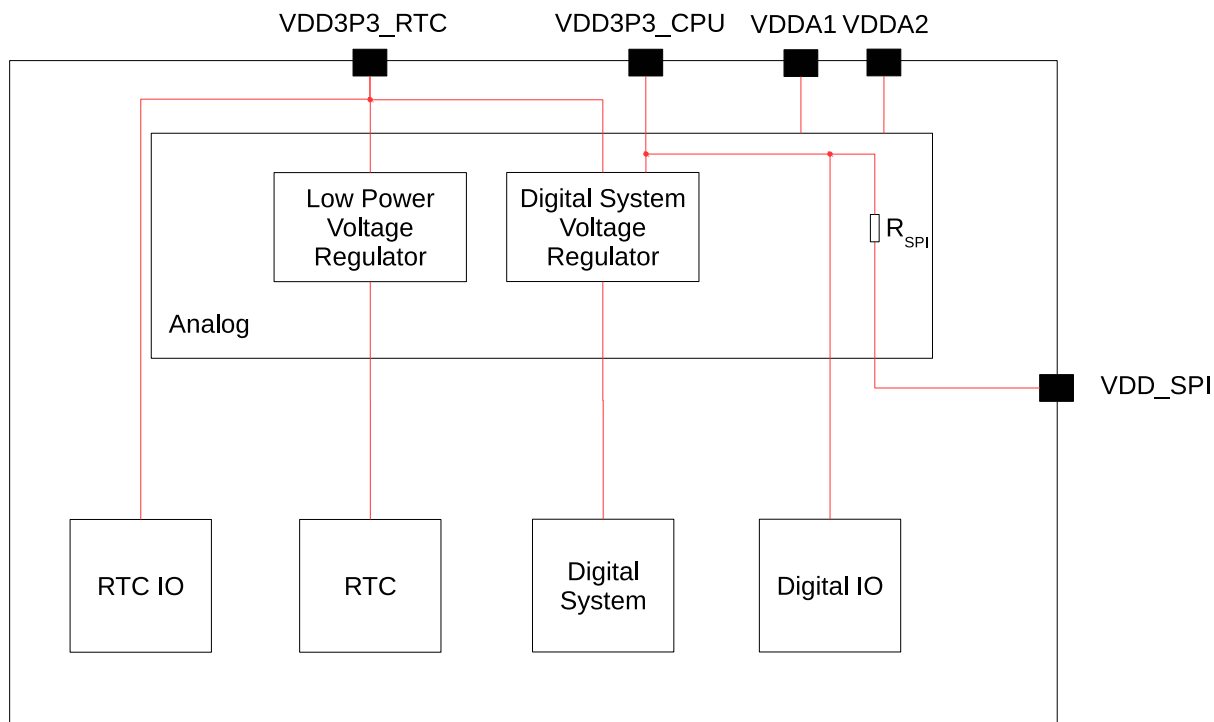 VDD3P3_RTC
VDD3P3_CPU
VDDA1
VDDA2
Low Power
Voltage
Regulator
Digital System
Voltage
Regulator
RSPI
Analog
VDD_SPI
RTC IO
RTC
Digital
System
Digital IO